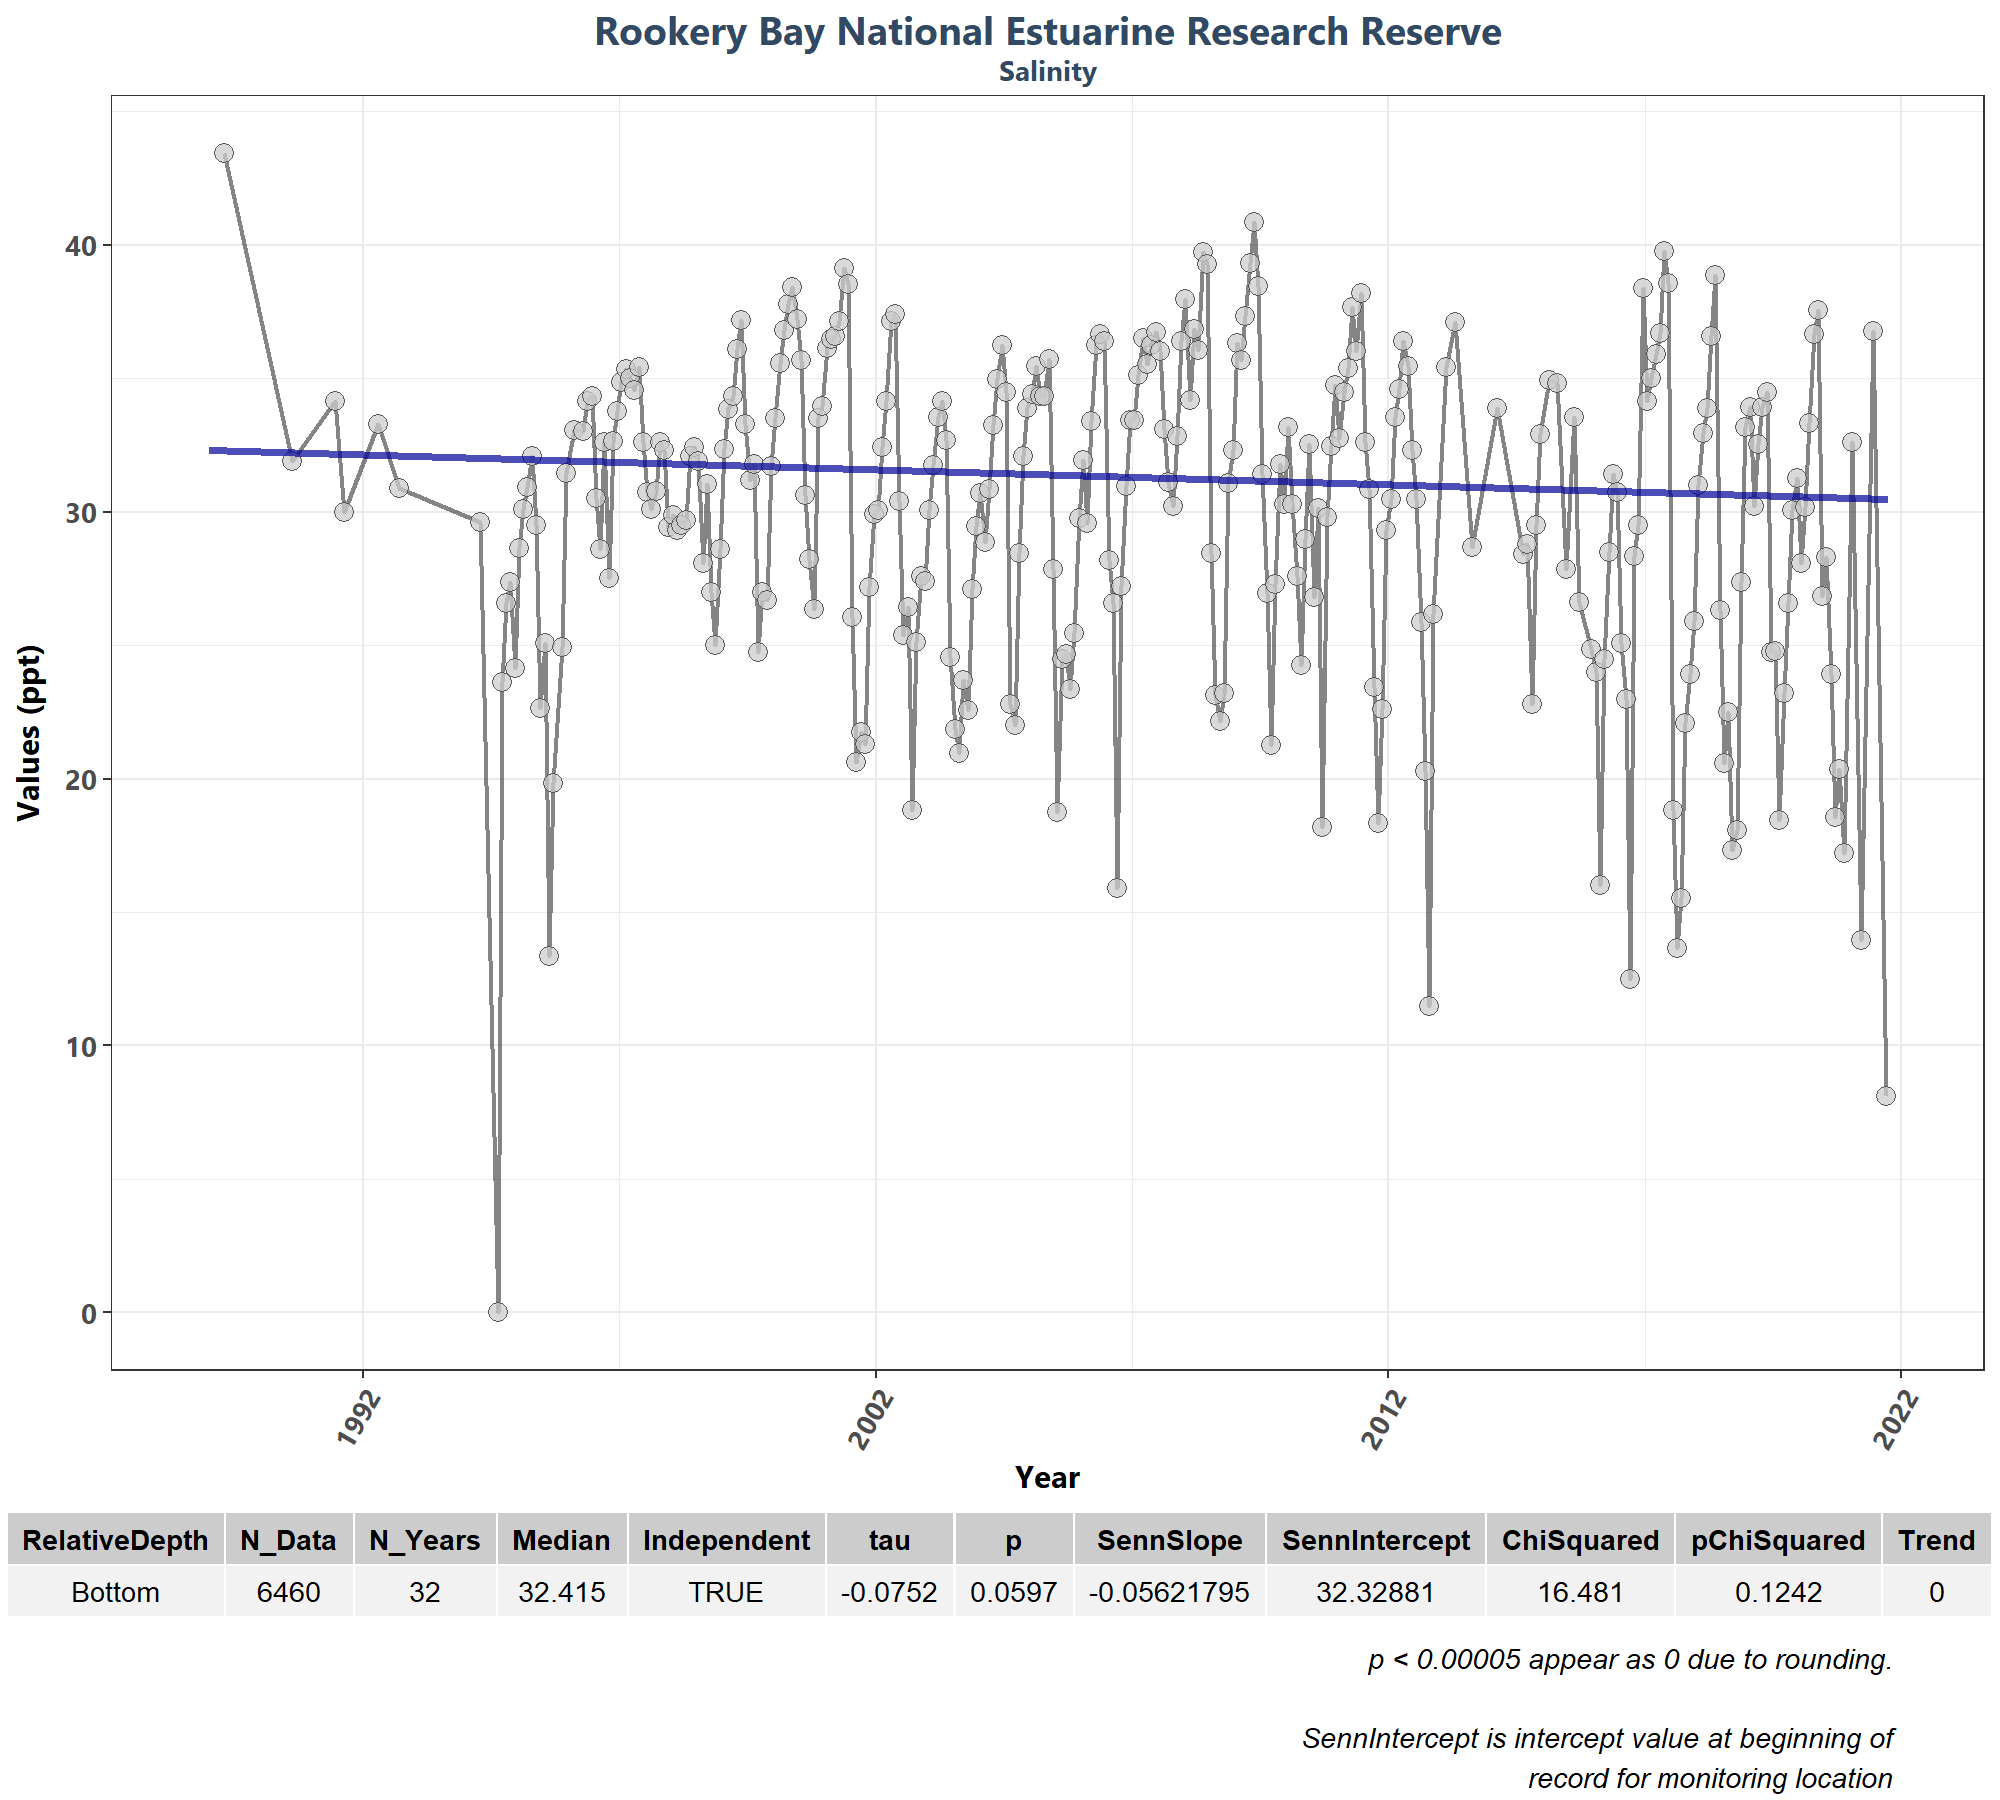 Rookery Bay National Estuarine Research Reserve
Salinity
Values (ppt)
40
30
20
10
0
1992 2002 2012 2022
Year
RelativeDepth N_Data N_Years Median Independent tau p SennSlope SennIntercept ChiSquared pChiSquared Trend
Bottom 6460 32 32.415 TRUE -0.0752 0.0597 -0.05621795 32.32881 16.481 0.1242 0
p < 0.00005 appear as 0 due to rounding.
SennIntercept is intercept value at beginning of
record for monitoring location